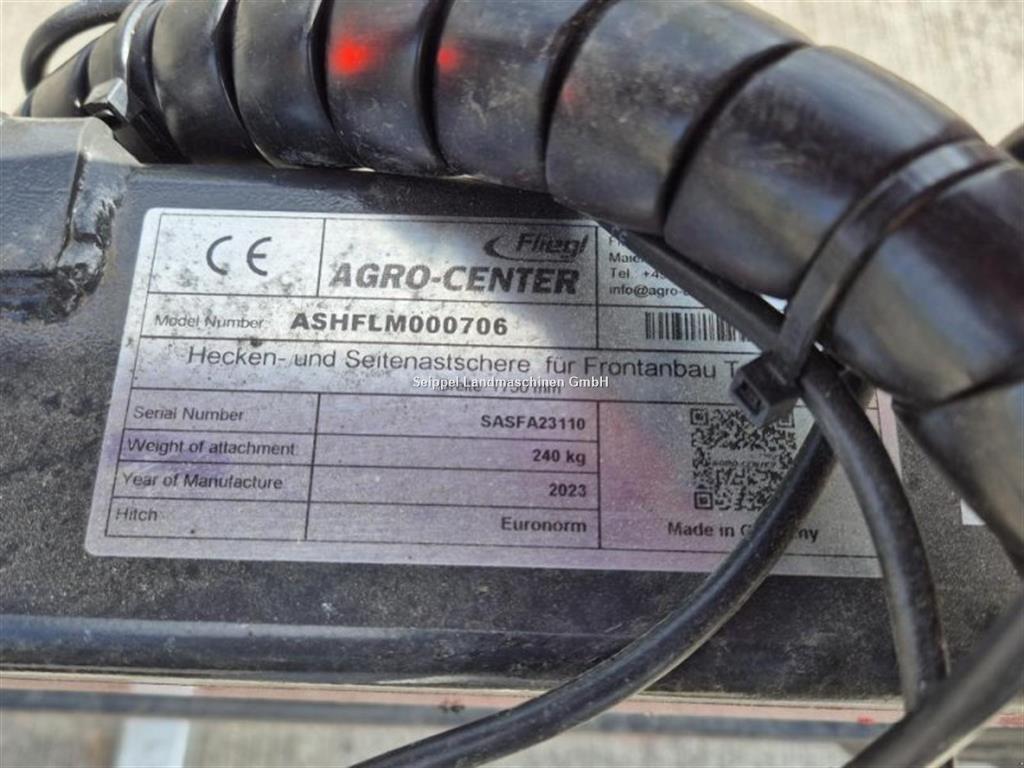 CE
Fliegl
AGRO-CENTER
Tel.
Model Number ASHFLM000706
Hecken- und Seitenastschere für Frontanbau
Seippel Landmaschinen GmbH
Serial Number SASFA23110
Weight of attachment 240 kg
Year of Manufacture 2023
Hitch Euronorm
Made in